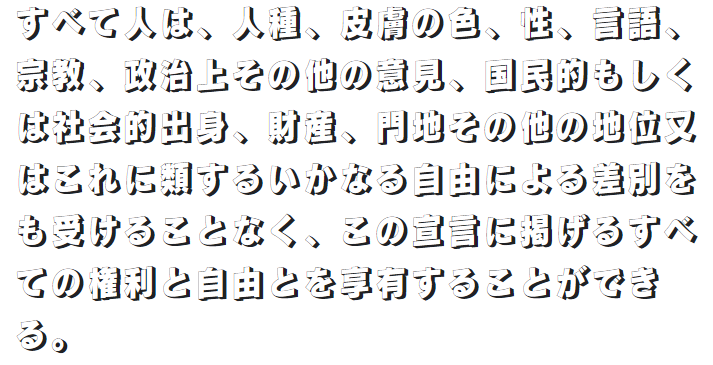 すべて人は、人種、皮膚の色、性、言語、
宗教、政治上その他の意見、国民的もしく
は社会的出身、財産、門地その他の地位又
はこれに類するいかなる自由による差別を
も受けることなく、この宣言に掲げるすべ
ての権利と自由とを享有することができ
る。